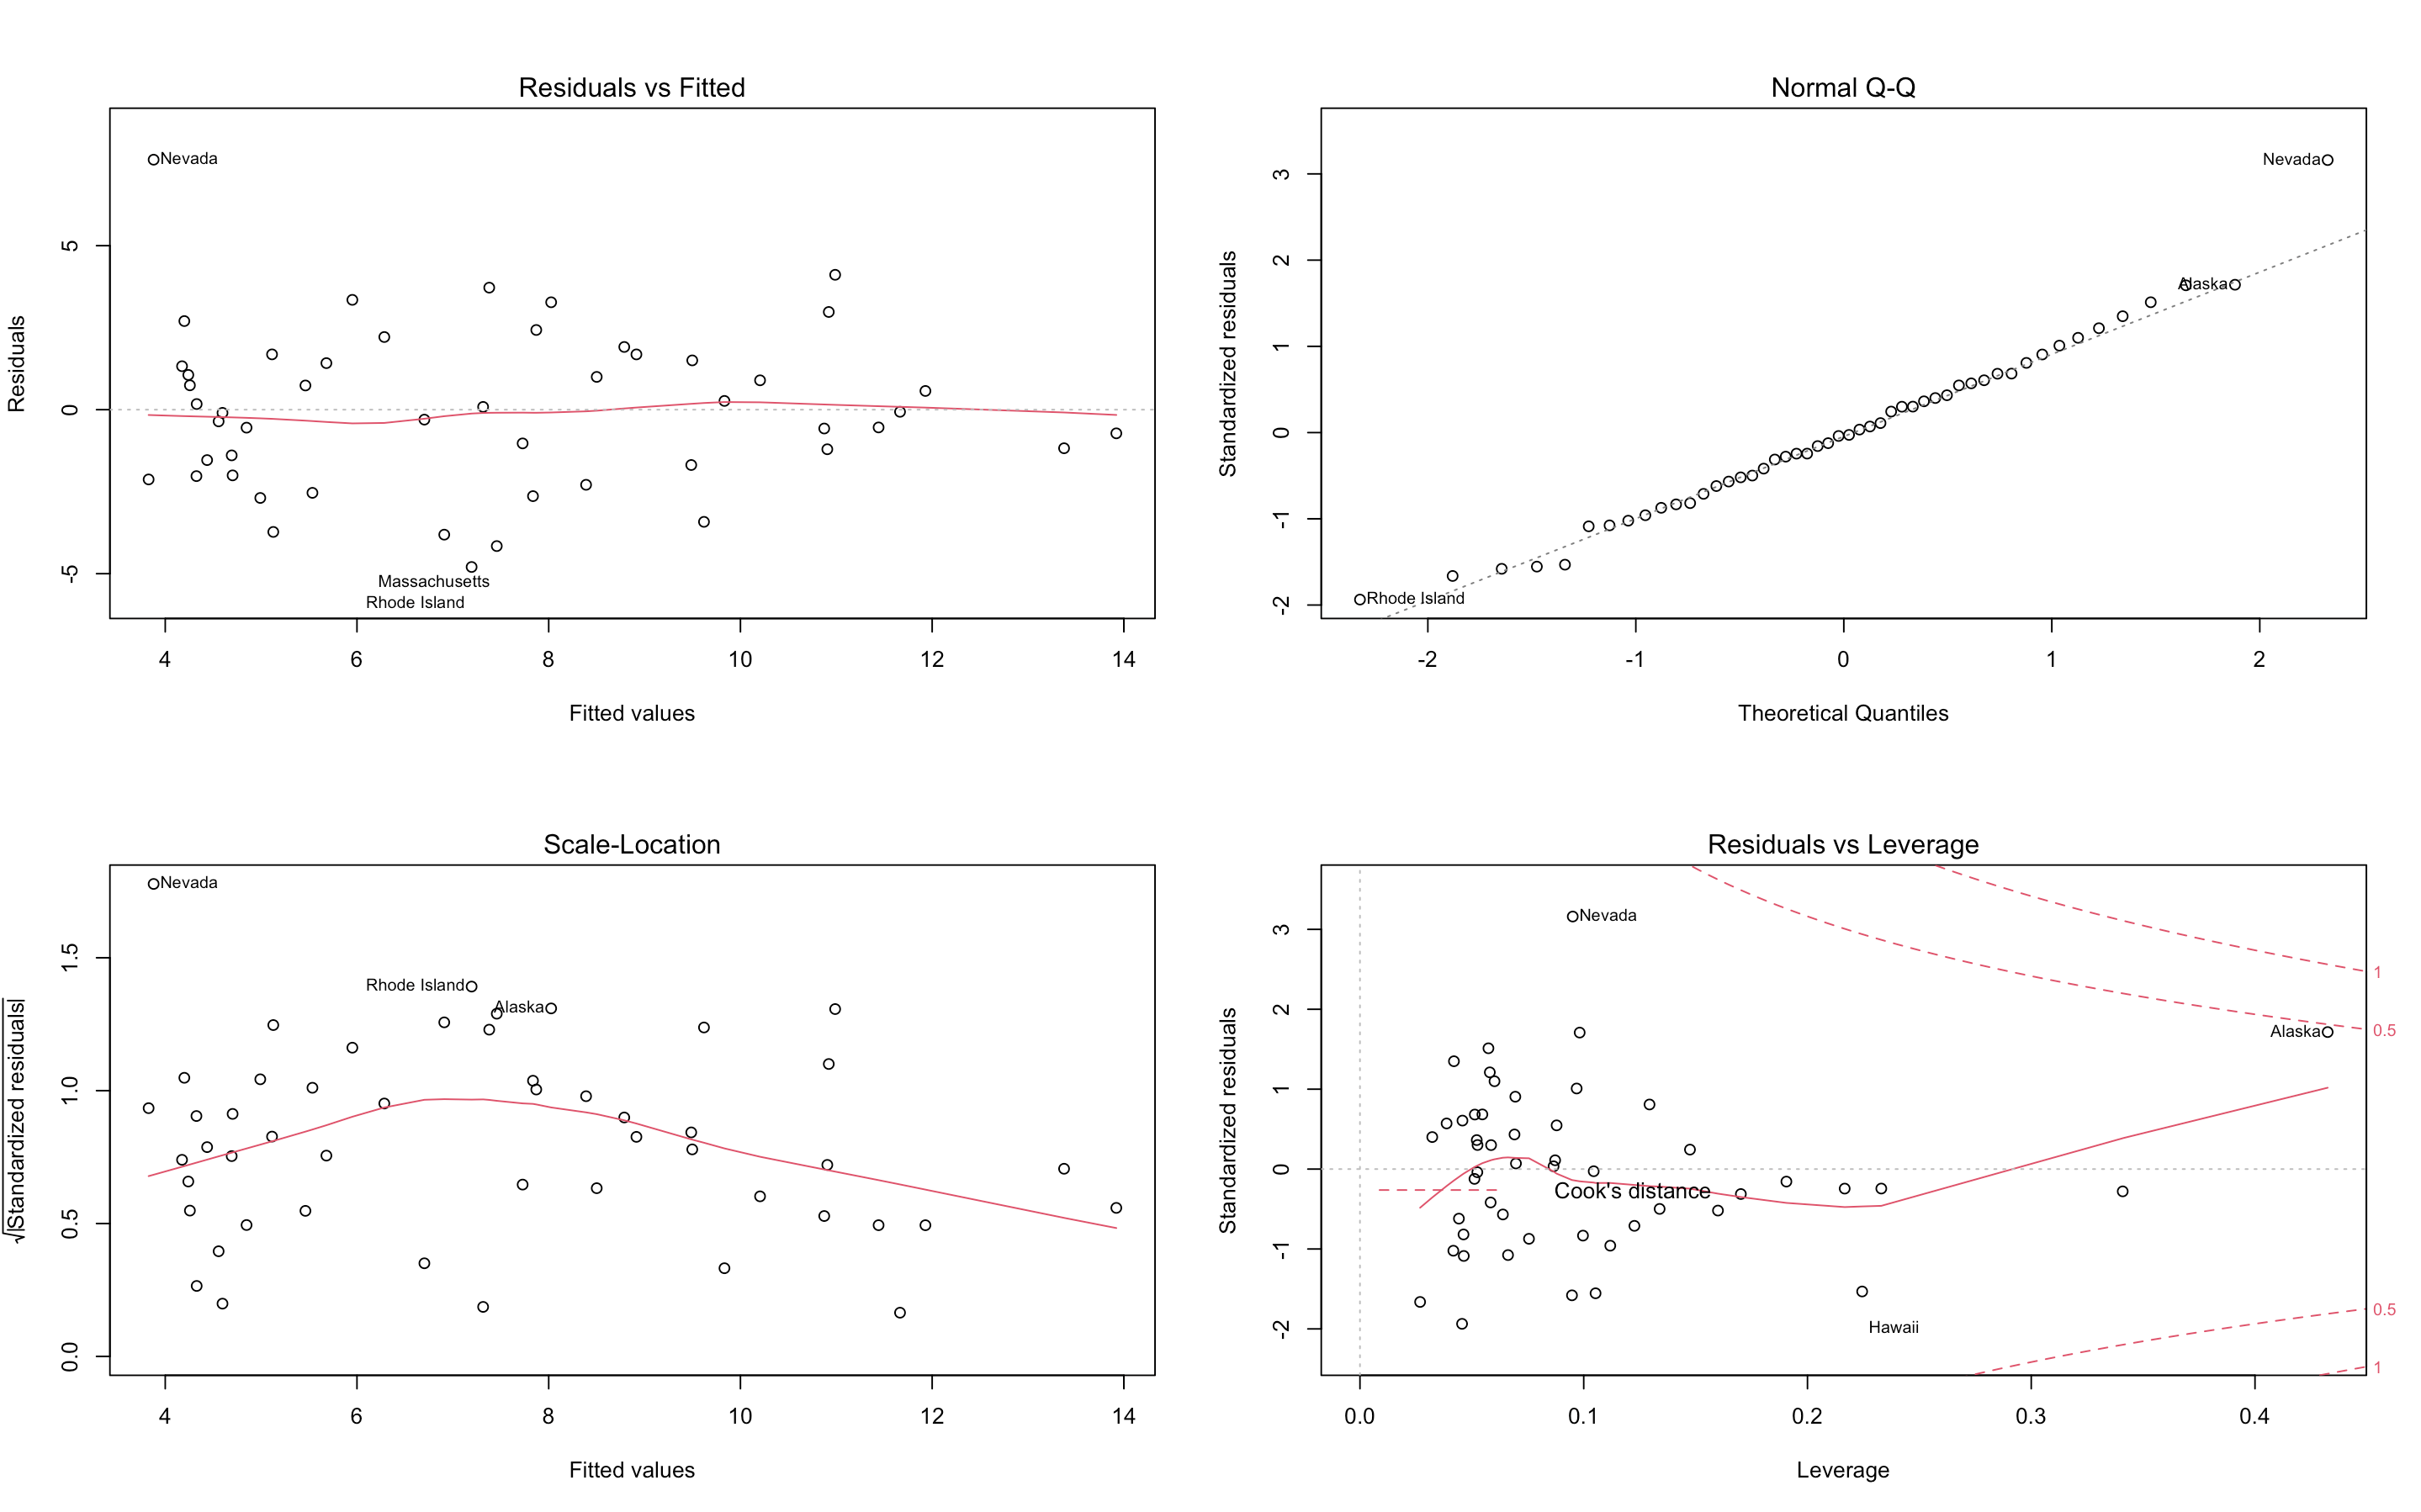 Residuals vs Fitted
Nevada
Massachusetts
Rhode Island
Residuals
-5 0 5
4 6 8 10 12 14
Fitted values
Normal Q-Q
Nevada
Alaska
Rhode Island
Standardized residuals
-2 -1 0 1 2 3
-2 -1 0 1 2
Theoretical Quantiles
Scale-Location
Nevada
Rhode Island
Alaska
√|Standardized residuals|
0.0 0.5 1.0 1.5
4 6 8 10 12 14
Fitted values
Residuals vs Leverage
Nevada
1
0.5
Alaska
Cook's distance
Hawaii
0.5
1
Standardized residuals
-2 -1 0 1 2 3
0.0 0.1 0.2 0.3 0.4
Leverage